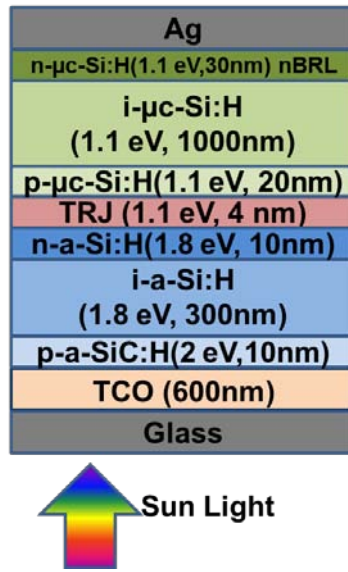 Ag
n-μc-Si:H(1.1 eV,30nm) nBRL
i-μc-Si:H
(1.1 eV, 1000nm)
p-μc-Si:H(1.1 eV, 20nm)
TRJ (1.1 eV, 4 nm)
n-a-Si:H(1.8 eV, 10nm)
i-a-Si:H
(1.8 eV, 300nm)
p-a-SiC:H(2 eV,10nm)
TCO (600nm)
Glass
Sun Light